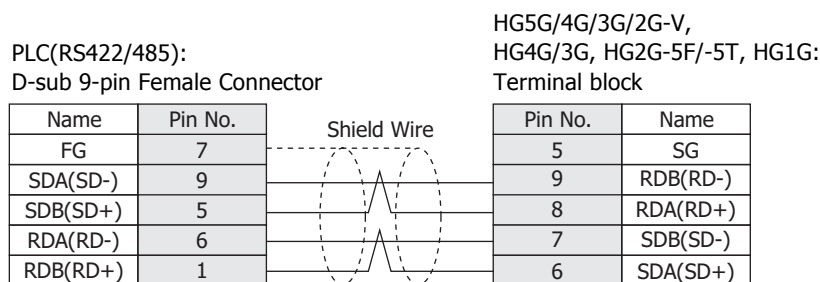 HG5G/4G/3G/2G-V,
PLC(RS422/485): HG4G/3G, HG2G-5F/-5T, HG1G:
D-sub 9-pin Female Connector Terminal block
Name Pin No. Shield Wire Pin No. Name
FG 7 5 SG
SDA(SD-) 9 9 RDB(RD-)
SDB(SD+) 5 8 RDA(RD+)
RDA(RD-) 6 7 SDB(SD-)
RDB(RD+) 1 6 SDA(SD+)